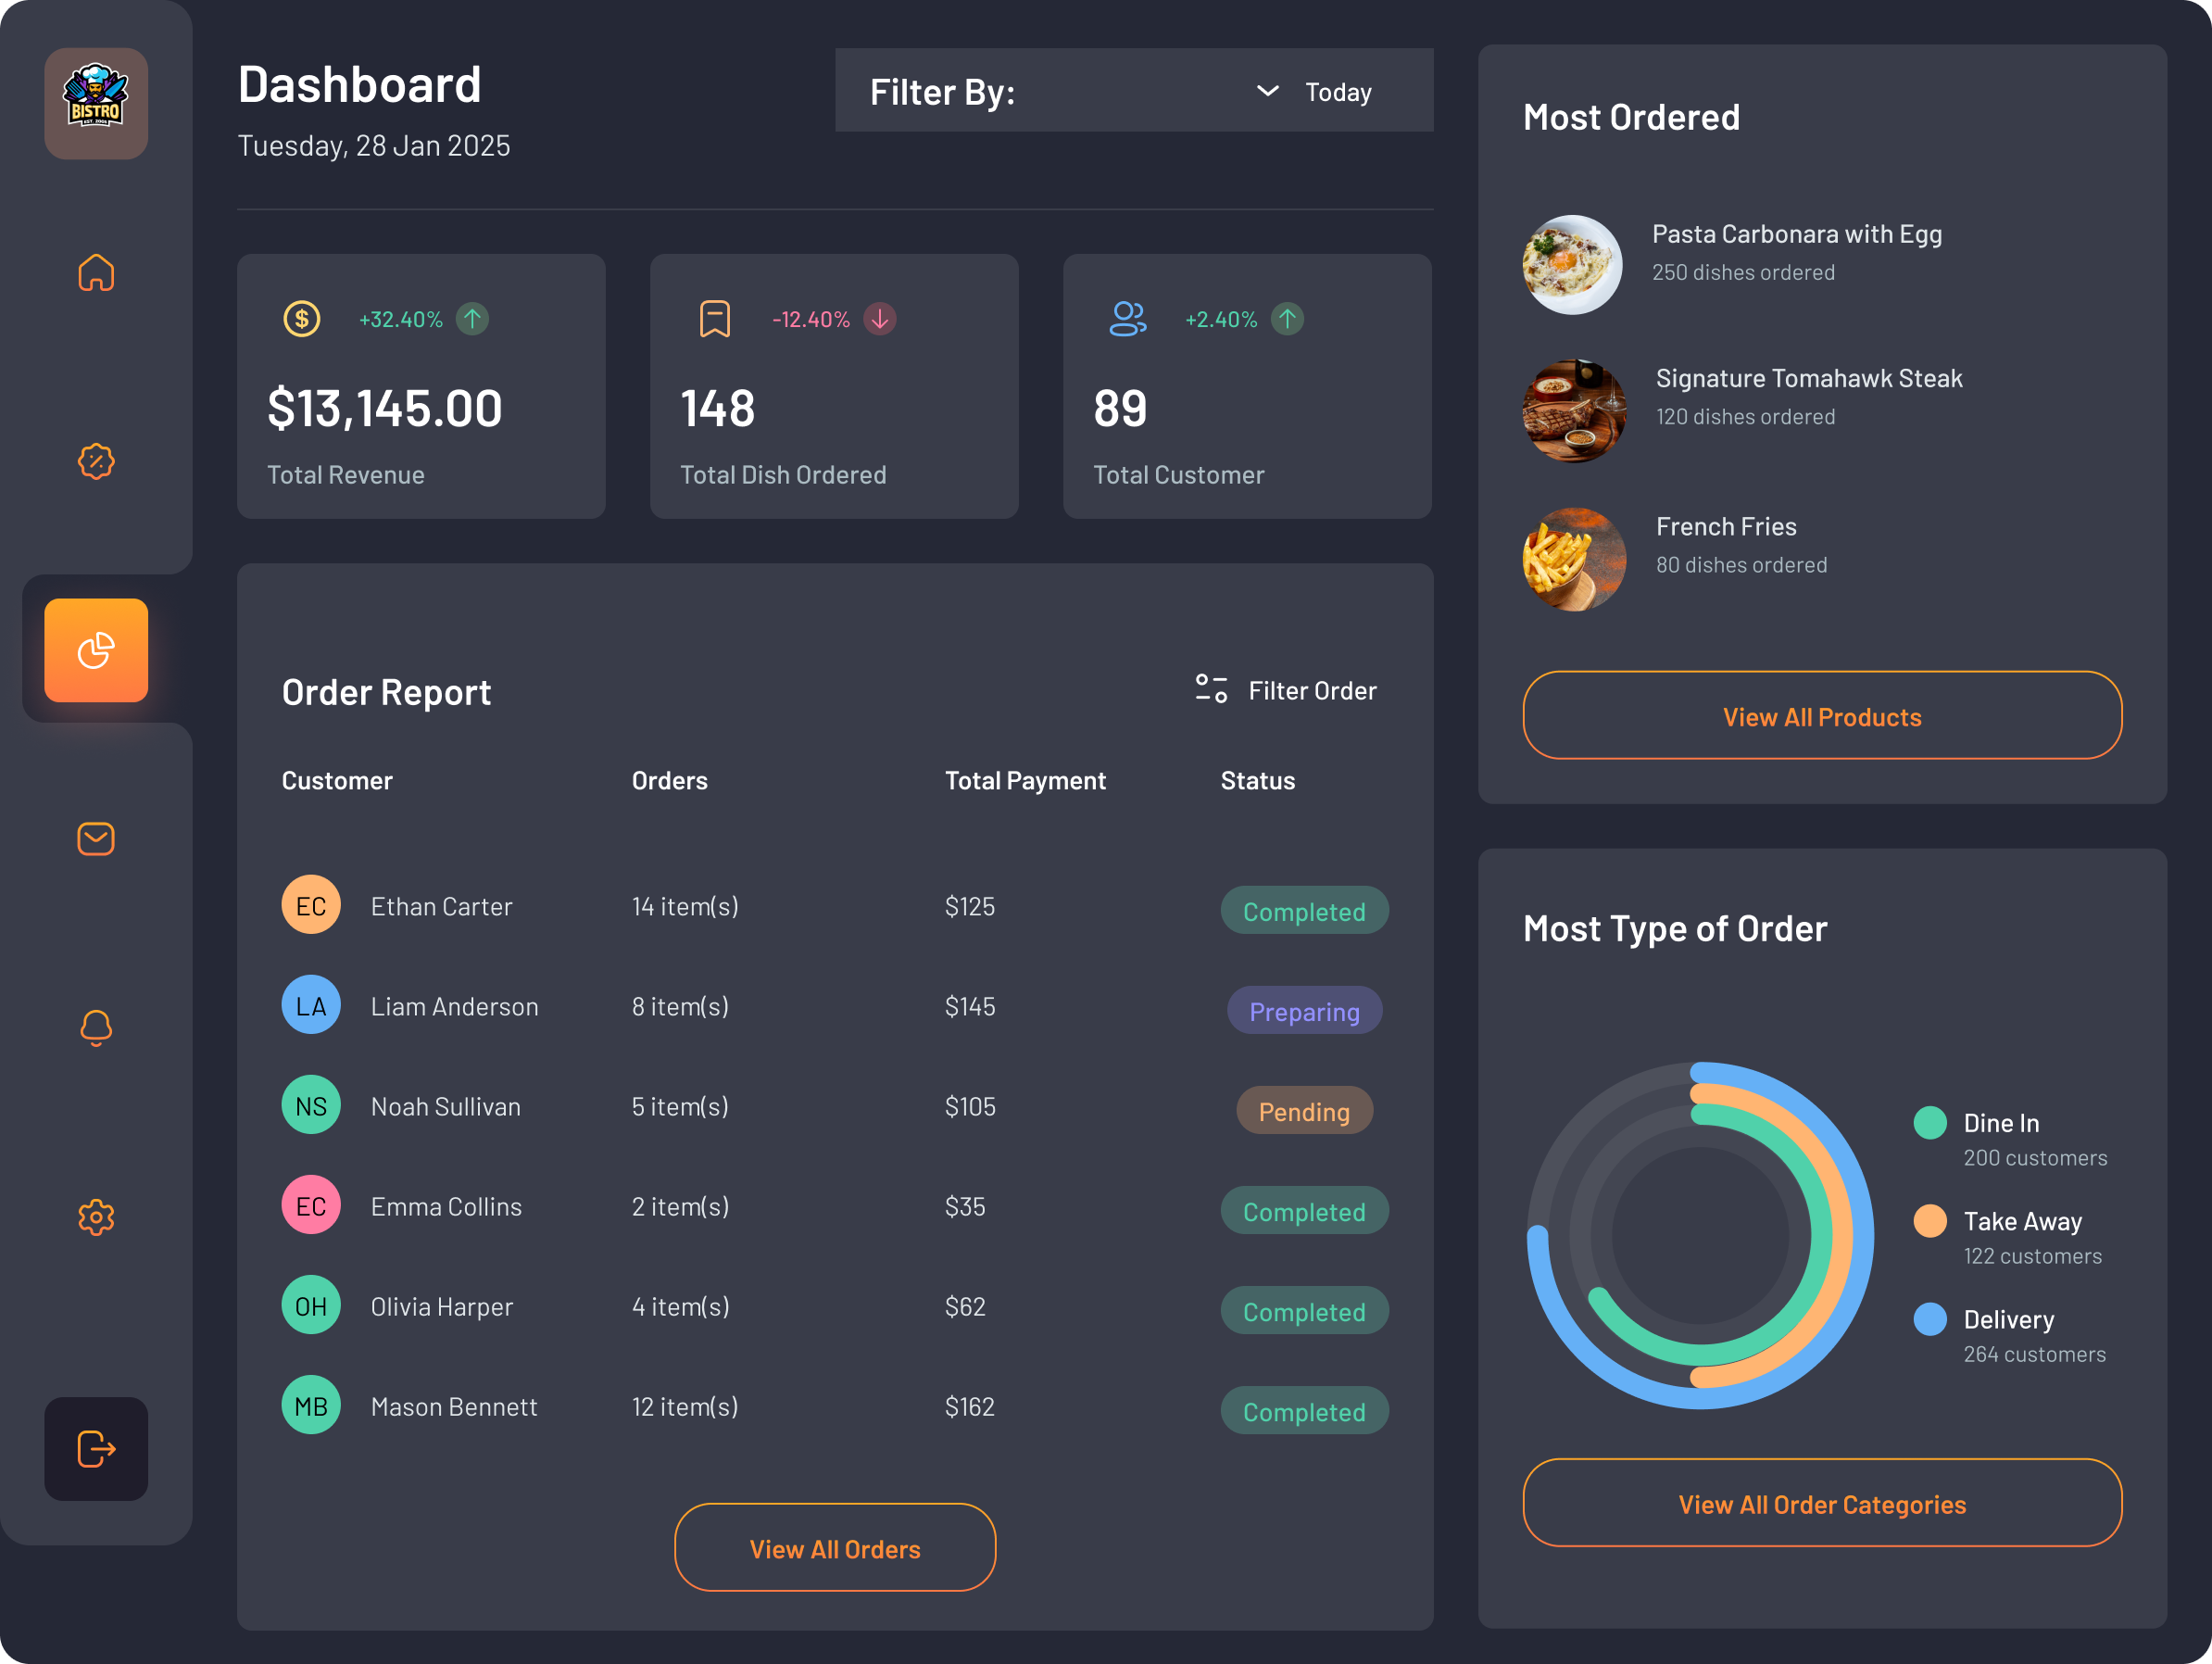 BISTRO
EST. 2005
Dashboard
Tuesday, 28 Jan 2025
Filter By:
Today
$
+32.40%
$13,145.00
Total Revenue
-12.40%
148
Total Dish Ordered
+2.40%
89
Total Customer
Order Report
Filter Order
Customer Orders Total Payment Status
EC Ethan Carter 14 item(s) $125 Completed
LA Liam Anderson 8 item(s) $145 Preparing
NS Noah Sullivan 5 item(s) $105 Pending
EC Emma Collins 2 item(s) $35 Completed
OH Olivia Harper 4 item(s) $62 Completed
MB Mason Bennett 12 item(s) $162 Completed
View All Orders
Most Ordered
Pasta Carbonara with Egg
250 dishes ordered
Signature Tomahawk Steak
120 dishes ordered
French Fries
80 dishes ordered
View All Products
Most Type of Order
Dine In
200 customers
Take Away
122 customers
Delivery
264 customers
View All Order Categories